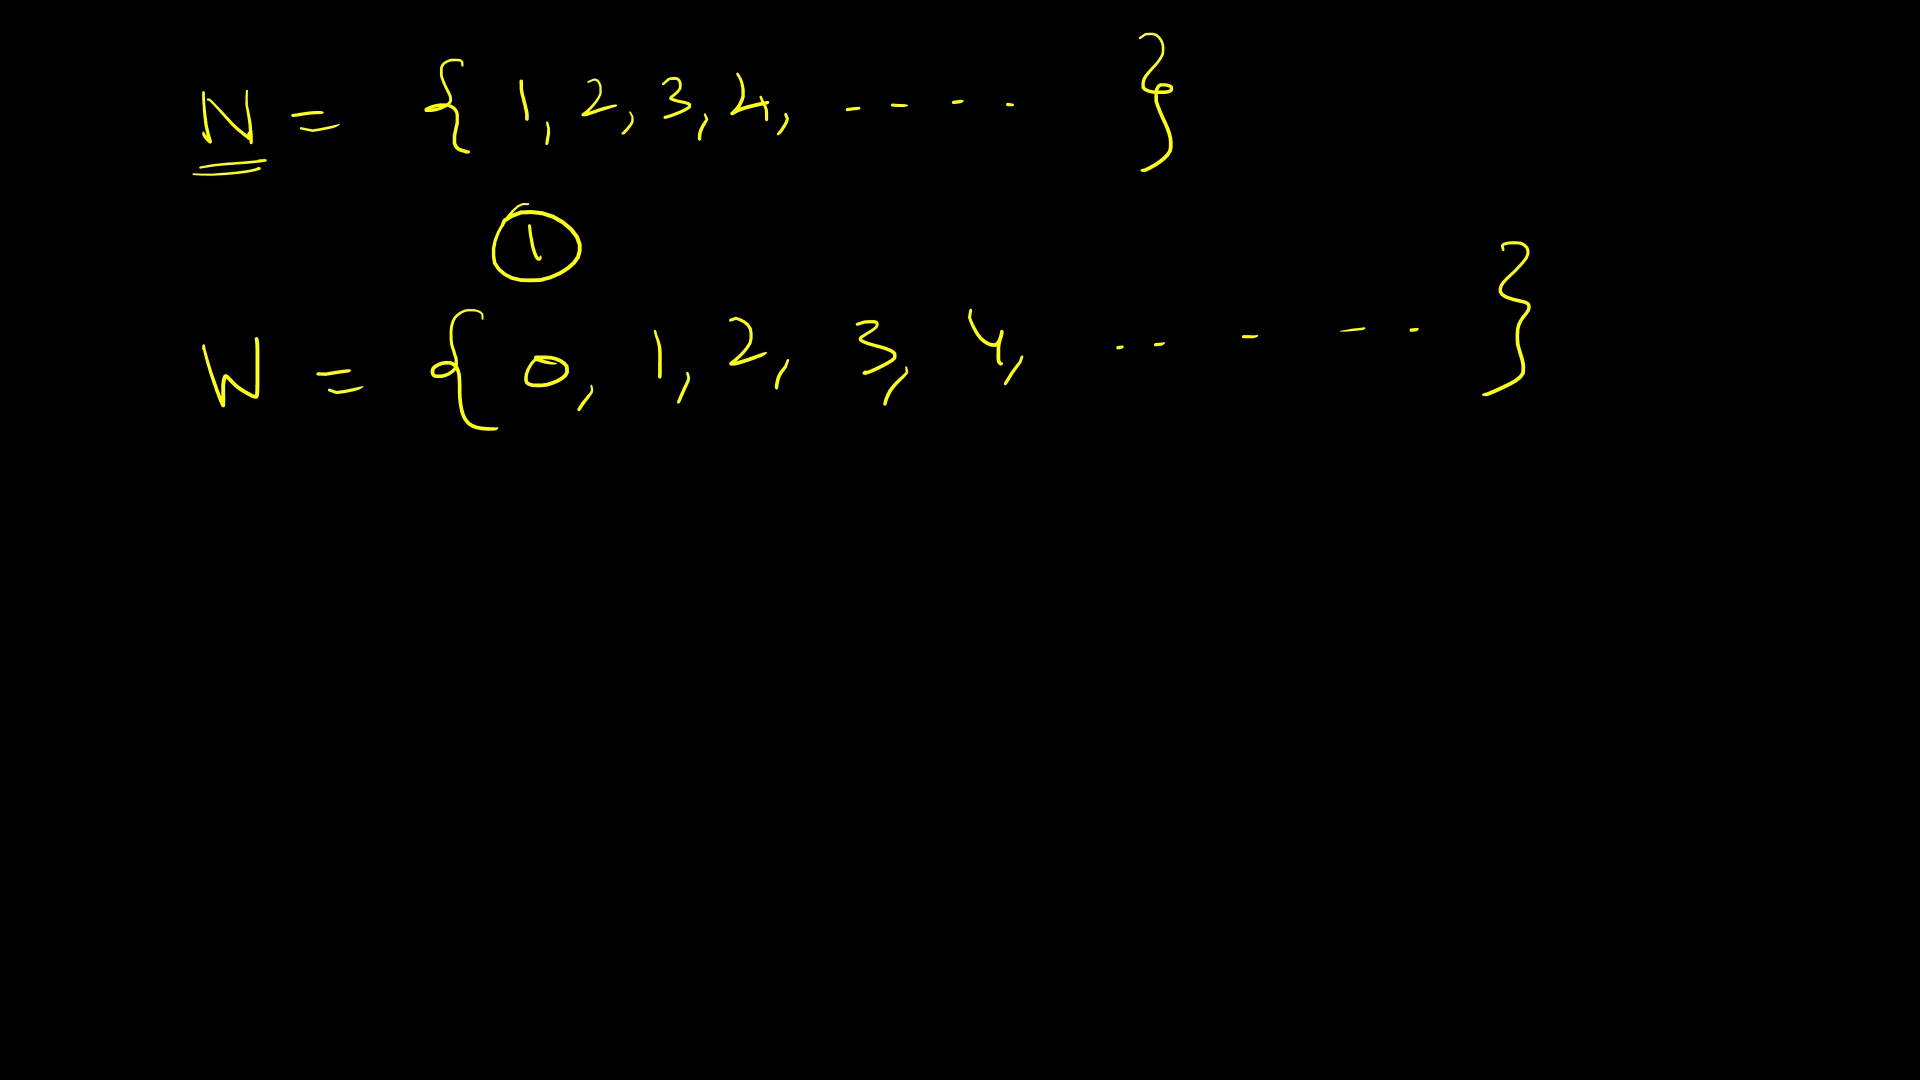 N = { 1, 2, 3, 4, - - - - }
1
W = { 0, 1, 2, 3, 4, - - - - - }